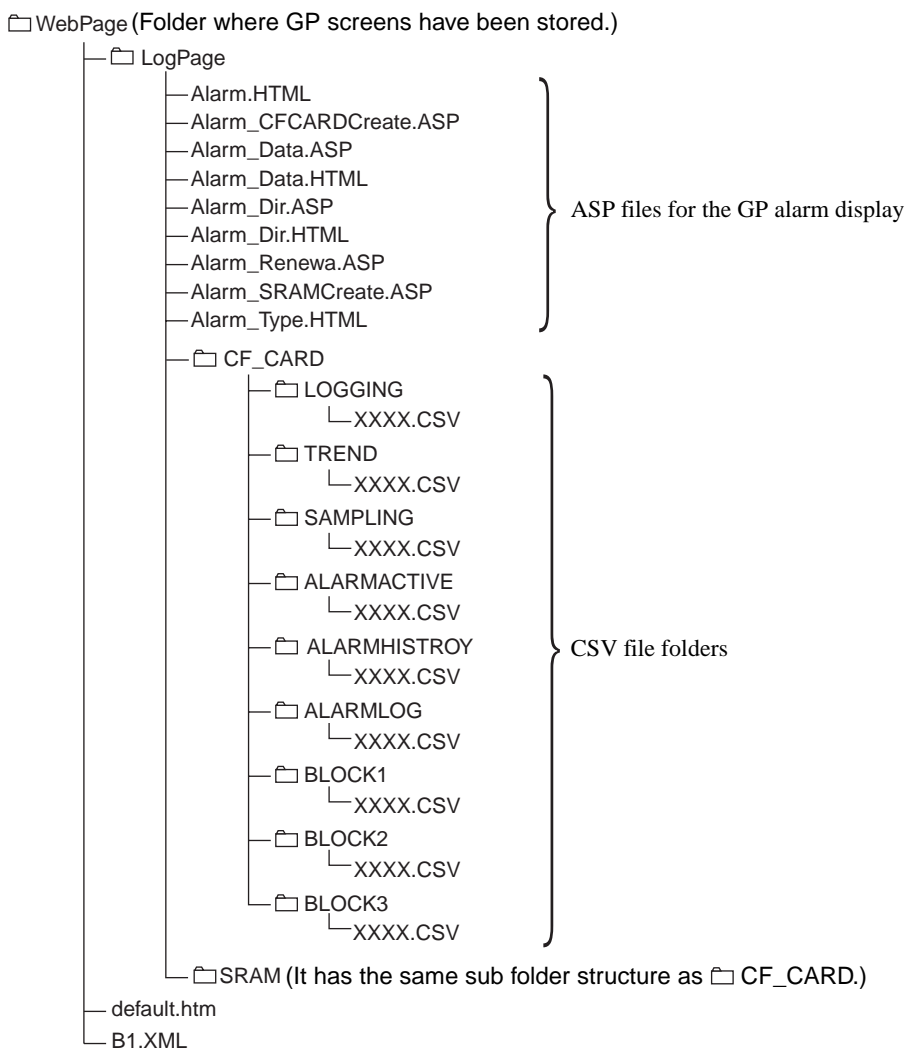 WebPage (Folder where GP screens have been stored.)
LogPage
Alarm.HTML
Alarm_CFCARDCreate.ASP
Alarm_Data.ASP
Alarm_Data.HTML
Alarm_Dir.ASP
Alarm_Dir.HTML
Alarm_Renewa.ASP
Alarm_SRAMCreate.ASP
Alarm_Type.HTML
ASP files for the GP alarm display
CF_CARD
LOGGING
XXXX.CSV
TREND
XXXX.CSV
SAMPLING
XXXX.CSV
ALARMACTIVE
XXXX.CSV
ALARMHISTROY
XXXX.CSV
ALARMLOG
XXXX.CSV
BLOCK1
XXXX.CSV
BLOCK2
XXXX.CSV
BLOCK3
XXXX.CSV
CSV file folders
SRAM (It has the same sub folder structure as CF_CARD.)
default.htm
B1.XML